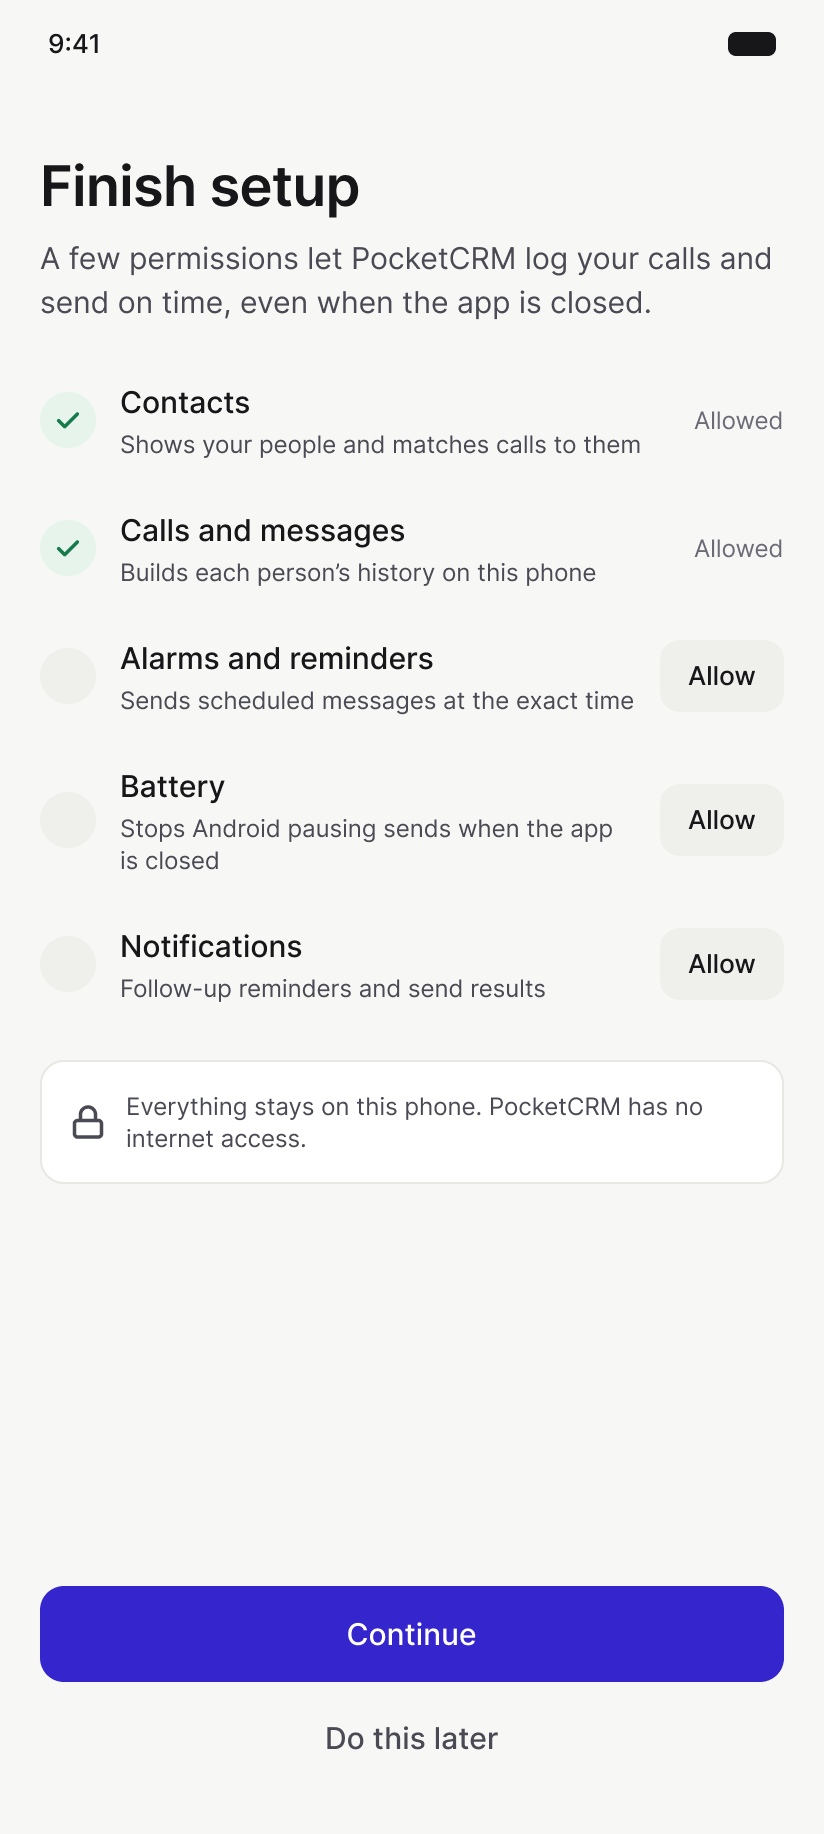 9:41
Finish setup
A few permissions let PocketCRM log your calls and
send on time, even when the app is closed.
Contacts
Shows your people and matches calls to them
Allowed
Calls and messages
Builds each person’s history on this phone
Allowed
Alarms and reminders
Sends scheduled messages at the exact time
Allow
Battery
Stops Android pausing sends when the app
is closed
Allow
Notifications
Follow-up reminders and send results
Allow
Everything stays on this phone. PocketCRM has no
internet access.
Continue
Do this later